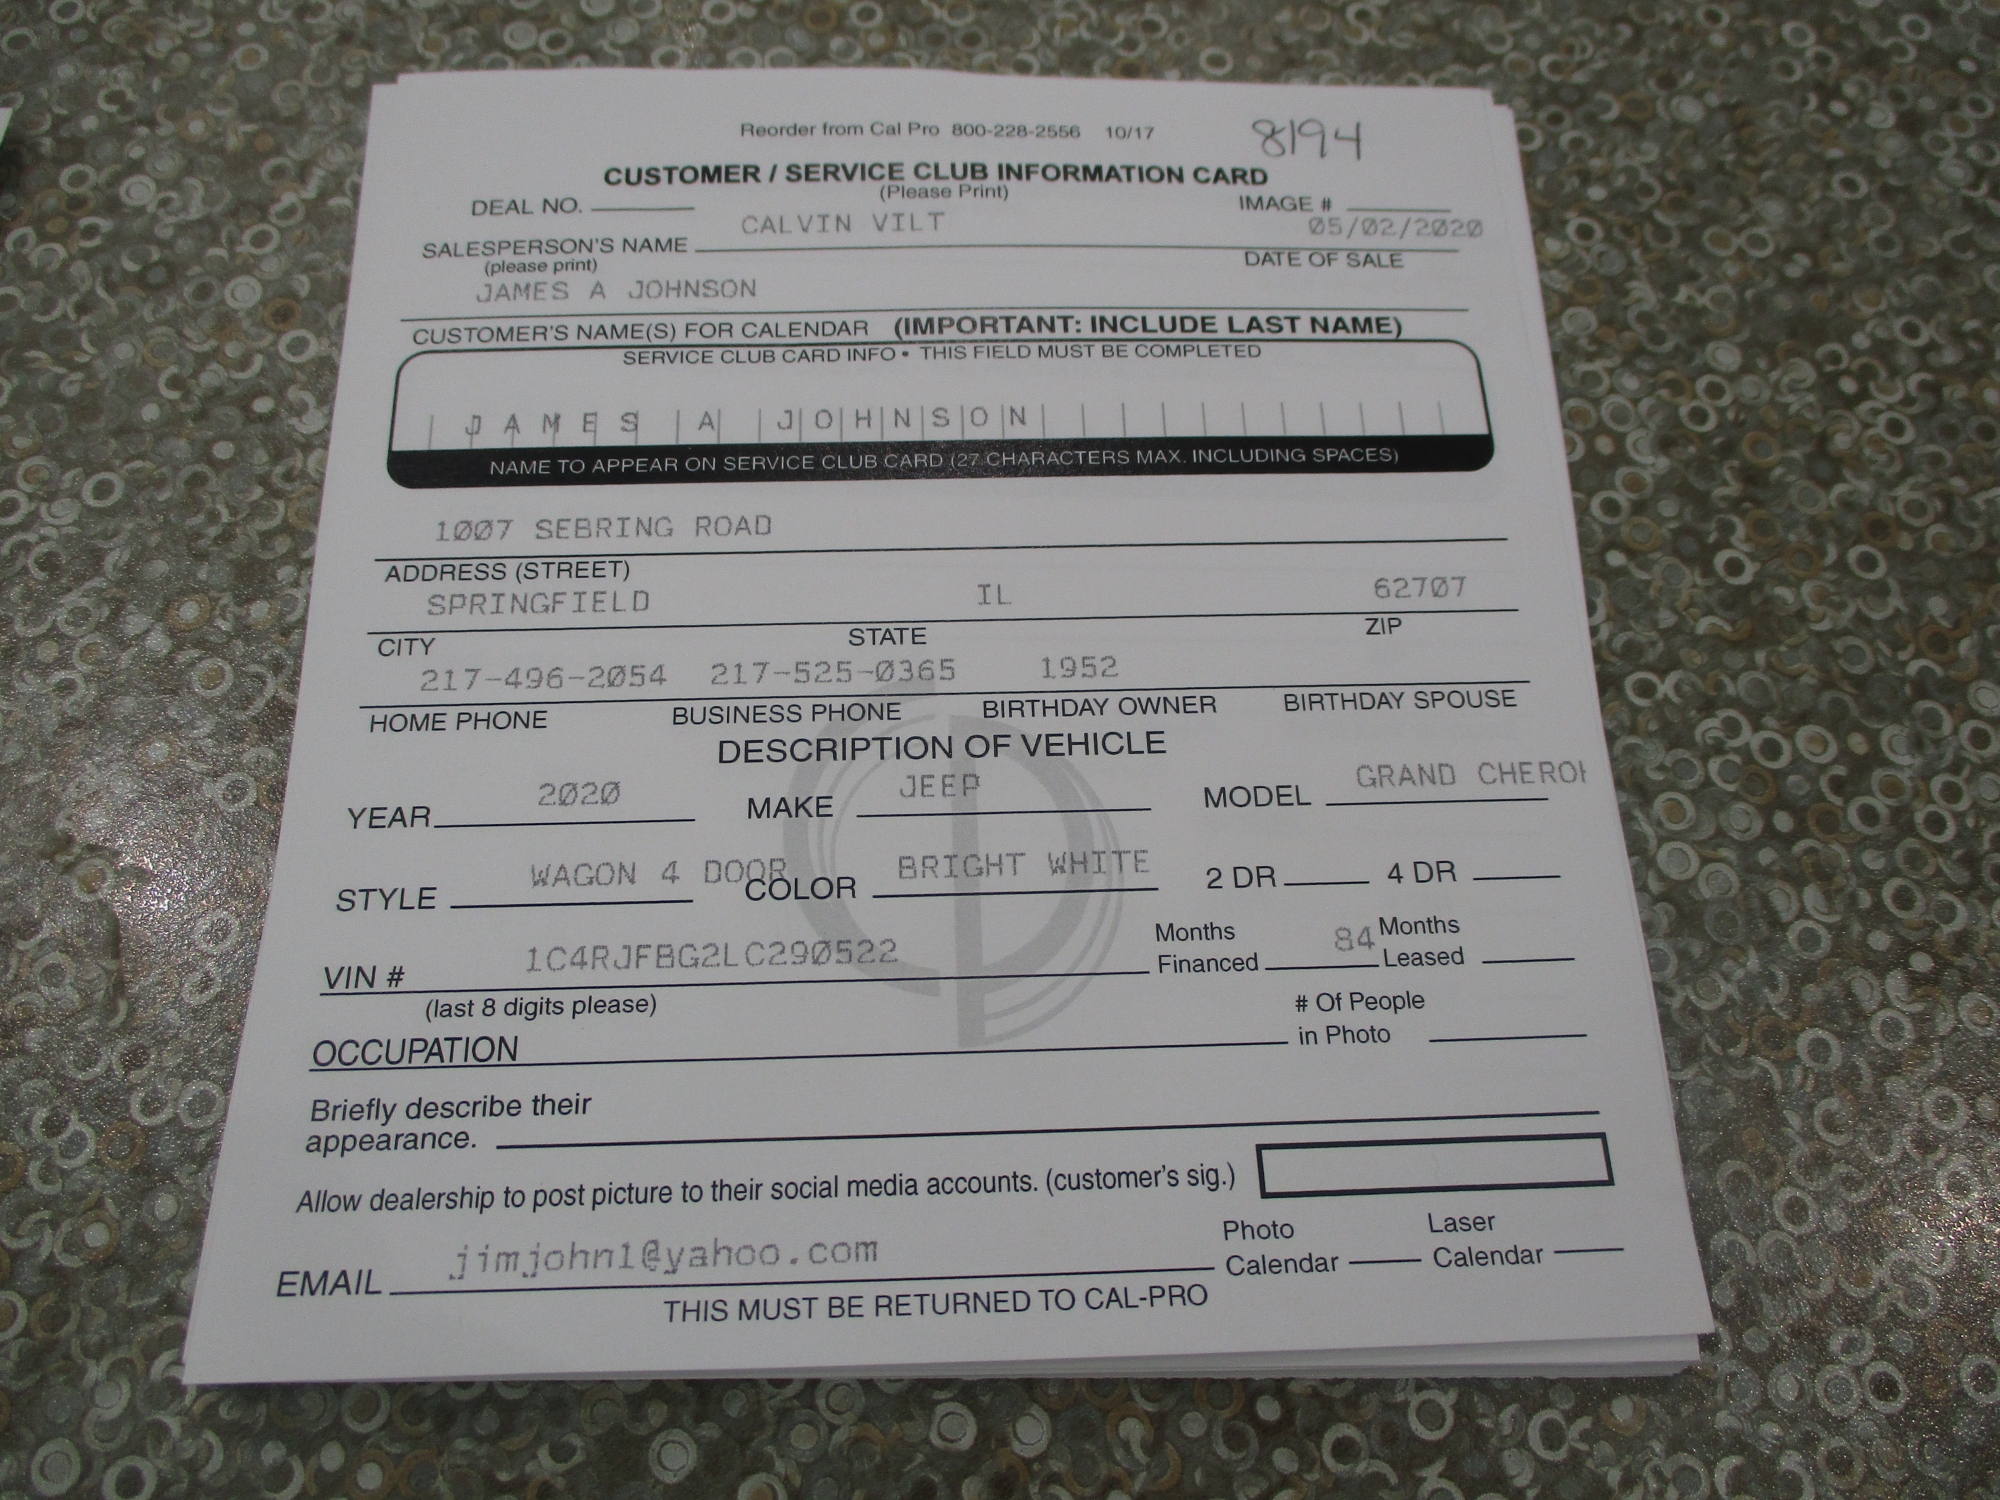 Reorder from Cal Pro 800-228-2556 10/17 8194
CUSTOMER / SERVICE CLUB INFORMATION CARD
(Please Print)
DEAL NO. IMAGE #
CALVIN VILT 05/02/2020
SALESPERSON'S NAME DATE OF SALE
(please print)
JAMES A JOHNSON
CUSTOMER'S NAME(S) FOR CALENDAR (IMPORTANT: INCLUDE LAST NAME)
SERVICE CLUB CARD INFO • THIS FIELD MUST BE COMPLETED
JAMES A JOHNSON
NAME TO APPEAR ON SERVICE CLUB CARD (27 CHARACTERS MAX. INCLUDING SPACES)
1007 SEBRING ROAD
ADDRESS (STREET)
SPRINGFIELD IL 62707
CITY STATE ZIP
217-496-2054 217-525-0365 1952
HOME PHONE BUSINESS PHONE BIRTHDAY OWNER BIRTHDAY SPOUSE
DESCRIPTION OF VEHICLE
YEAR 2020 MAKE JEEP MODEL GRAND CHEROK
STYLE WAGON 4 DOOR COLOR BRIGHT WHITE 2 DR 4 DR
VIN # 1C4RJFBG2LC290522 Months Financed 84 Months Leased
(last 8 digits please)
OCCUPATION # Of People in Photo
Briefly describe their
appearance.
Allow dealership to post picture to their social media accounts. (customer's sig.)
EMAIL jimjohn1@yahoo.com Photo Calendar Laser Calendar
THIS MUST BE RETURNED TO CAL-PRO